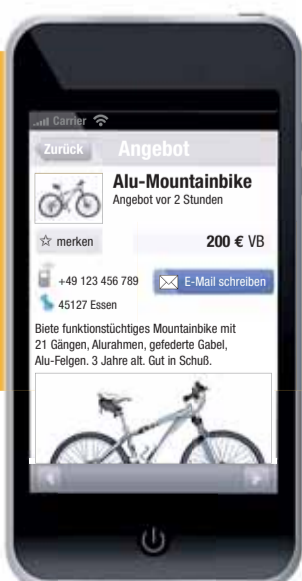 Carrier
Zurück
Angebot
Alu-Mountainbike
Angebot vor 2 Stunden
☆ merken
200 € VB
+49 123 456 789
E-Mail schreiben
45127 Essen
Biete funktionstüchtiges Mountainbike mit
21 Gängen, Alurahmen, gefederte Gabel,
Alu-Felgen. 3 Jahre alt. Gut in Schuß.